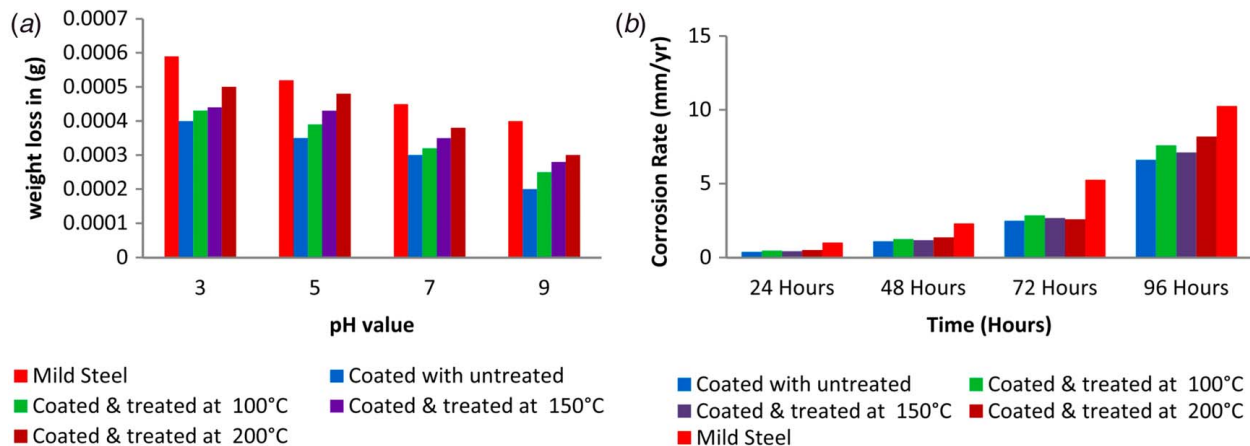 (a)
weight loss in (g)
0.0007
0.0006
0.0005
0.0004
0.0003
0.0002
0.0001
0
3 5 7 9
pH value
Mild Steel
Coated with untreated
Coated & treated at 100°C
Coated & treated at 150°C
Coated & treated at 200°C
(b)
Corrosion Rate (mm/yr)
15
10
5
0
24 Hours 48 Hours 72 Hours 96 Hours
Time (Hours)
Coated with untreated
Coated & treated at 100°C
Coated & treated at 150°C
Coated & treated at 200°C
Mild Steel